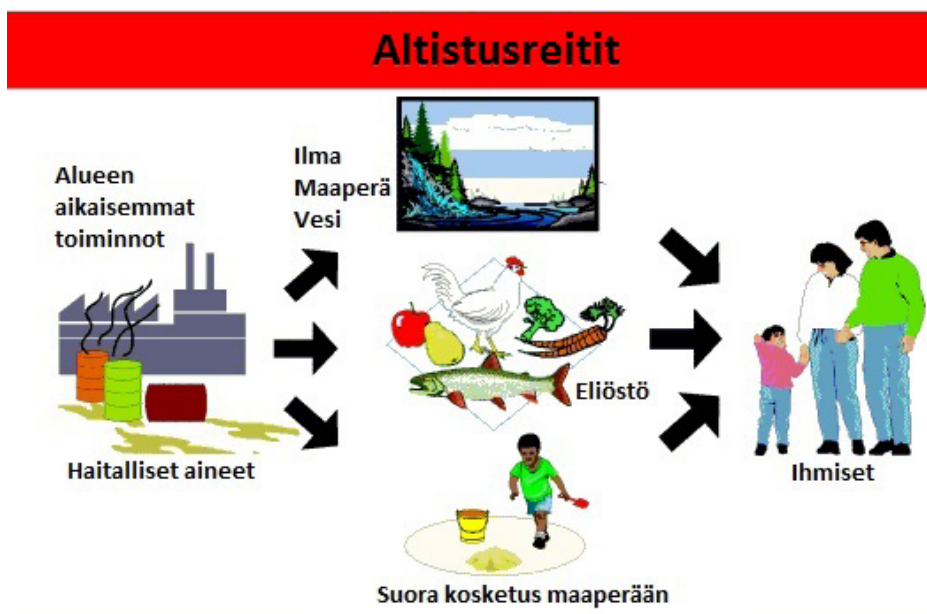 Altistusreitit
Alueen
aikaisemmat
toiminnot
Haitalliset aineet
Ilma
Maaperä
Vesi
Eliöstö
Suora kosketus maaperään
Ihmiset